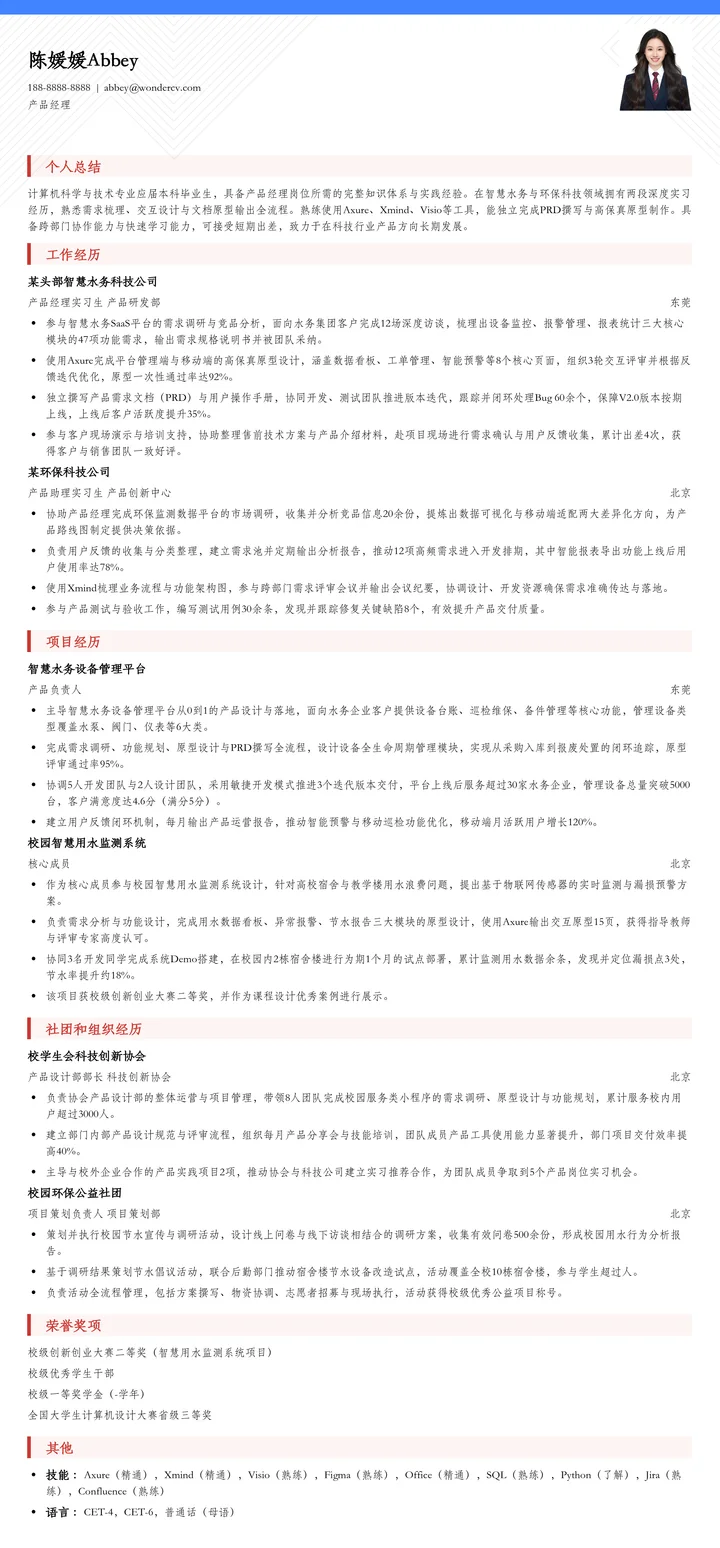 陈媛媛Abbey
188-8888-8888 | abbey@wondercv.com
产品经理
个人总结
计算机科学与技术专业应届本科毕业生，具备产品经理岗位所需的完整知识体系与实践经验。在智慧水务与环保科技领域拥有两段深度实习
经历，熟悉需求梳理、交互设计与文档原型输出全流程。熟练使用Axure、Xmind、Visio等工具，能独立完成PRD撰写与高保真原型制作。具
备跨部门协作能力与快速学习能力，可接受短期出差，致力于在科技行业产品方向长期发展。
工作经历
某头部智慧水务科技公司
产品经理实习生 产品研发部 东莞
• 参与智慧水务SaaS平台的需求调研与竞品分析，面向水务集团客户完成12场深度访谈，梳理出设备监控、报警管理、报表统计三大核心
模块的47项功能需求，输出需求规格说明书并被团队采纳。
• 使用Axure完成平台管理端与移动端的高保真原型设计，涵盖数据看板、工单管理、智能预警等8个核心页面，组织3轮交互评审并根据反
馈迭代优化，原型一次性通过率达92%。
• 独立撰写产品需求文档（PRD）与用户操作手册，协同开发、测试团队推进版本迭代，跟踪并闭环处理Bug 60余个，保障V2.0版本按期
上线，上线后客户活跃度提升35%。
• 参与客户现场演示与培训支持，协助整理售前技术方案与产品介绍材料，赴项目现场进行需求确认与用户反馈收集，累计出差4次，获
得客户与销售团队一致好评。
某环保科技公司
产品助理实习生 产品创新中心 北京
• 协助产品经理完成环保监测数据平台的市场调研，收集并分析竞品信息20余份，提炼出数据可视化与移动端适配两大差异化方向，为产
品路线图制定提供决策依据。
• 负责用户反馈的收集与分类整理，建立需求池并定期输出分析报告，推动12项高频需求进入开发排期，其中智能报表导出功能上线后用
户使用率达78%。
• 使用Xmind梳理业务流程与功能架构图，参与跨部门需求评审会议并输出会议纪要，协调设计、开发资源确保需求准确传达与落地。
• 参与产品测试与验收工作，编写测试用例30余条，发现并跟踪修复关键缺陷8个，有效提升产品交付质量。
项目经历
智慧水务设备管理平台
产品负责人 东莞
• 主导智慧水务设备管理平台从0到1的产品设计与落地，面向水务企业客户提供设备台账、巡检维保、备件管理等核心功能，管理设备类
型覆盖水泵、阀门、仪表等6大类。
• 完成需求调研、功能规划、原型设计与PRD撰写全流程，设计设备全生命周期管理模块，实现从采购入库到报废处置的闭环追踪，原型
评审通过率95%。
• 协调5人开发团队与2人设计团队，采用敏捷开发模式推进3个迭代版本交付，平台上线后服务超过30家水务企业，管理设备总量突破5000
台，客户满意度达4.6分（满分5分）。
• 建立用户反馈闭环机制，每月输出产品运营报告，推动智能预警与移动巡检功能优化，移动端月活跃用户增长120%。
校园智慧用水监测系统
核心成员 北京
• 作为核心成员参与校园智慧用水监测系统设计，针对高校宿舍与教学楼用水浪费问题，提出基于物联网传感器的实时监测与漏损预警方
案。
• 负责需求分析与功能设计，完成用水数据看板、异常报警、节水报告三大模块的原型设计，使用Axure输出交互原型15页，获得指导教师
与评审专家高度认可。
• 协同3名开发同学完成系统Demo搭建，在校园内2栋宿舍楼进行为期1个月的试点部署，累计监测用水数据余条，发现并定位漏损点3处，
节水率提升约18%。
• 该项目获校级创新创业大赛二等奖，并作为课程设计优秀案例进行展示。
社团和组织经历
校学生会科技创新协会
产品设计部部长 科技创新协会 北京
• 负责协会产品设计部的整体运营与项目管理，带领8人团队完成校园服务类小程序的需求调研、原型设计与功能规划，累计服务校内用
户超过3000人。
• 建立部门内部产品设计规范与评审流程，组织每月产品分享会与技能培训，团队成员产品工具使用能力显著提升，部门项目交付效率提
高40%。
• 主导与校外企业合作的产品实践项目2项，推动协会与科技公司建立实习推荐合作，为团队成员争取到5个产品岗位实习机会。
校园环保公益社团
项目策划负责人 项目策划部 北京
• 策划并执行校园节水宣传与调研活动，设计线上问卷与线下访谈相结合的调研方案，收集有效问卷500余份，形成校园用水行为分析报
告。
• 基于调研结果策划节水倡议活动，联合后勤部门推动宿舍楼节水设备改造试点，活动覆盖全校10栋宿舍楼，参与学生超过人。
• 负责活动全流程管理，包括方案撰写、物资协调、志愿者招募与现场执行，活动获得校级优秀公益项目称号。
荣誉奖项
校级创新创业大赛二等奖（智慧用水监测系统项目）
校级优秀学生干部
校级一等奖学金（-学年）
全国大学生计算机设计大赛省级三等奖
其他
• 技能： Axure（精通）, Xmind（精通）, Visio（熟练）, Figma（熟练）, Office（精通）, SQL（熟练）, Python（了解）, Jira（熟
练）, Confluence（熟练）
• 语言： CET-4，CET-6，普通话（母语）